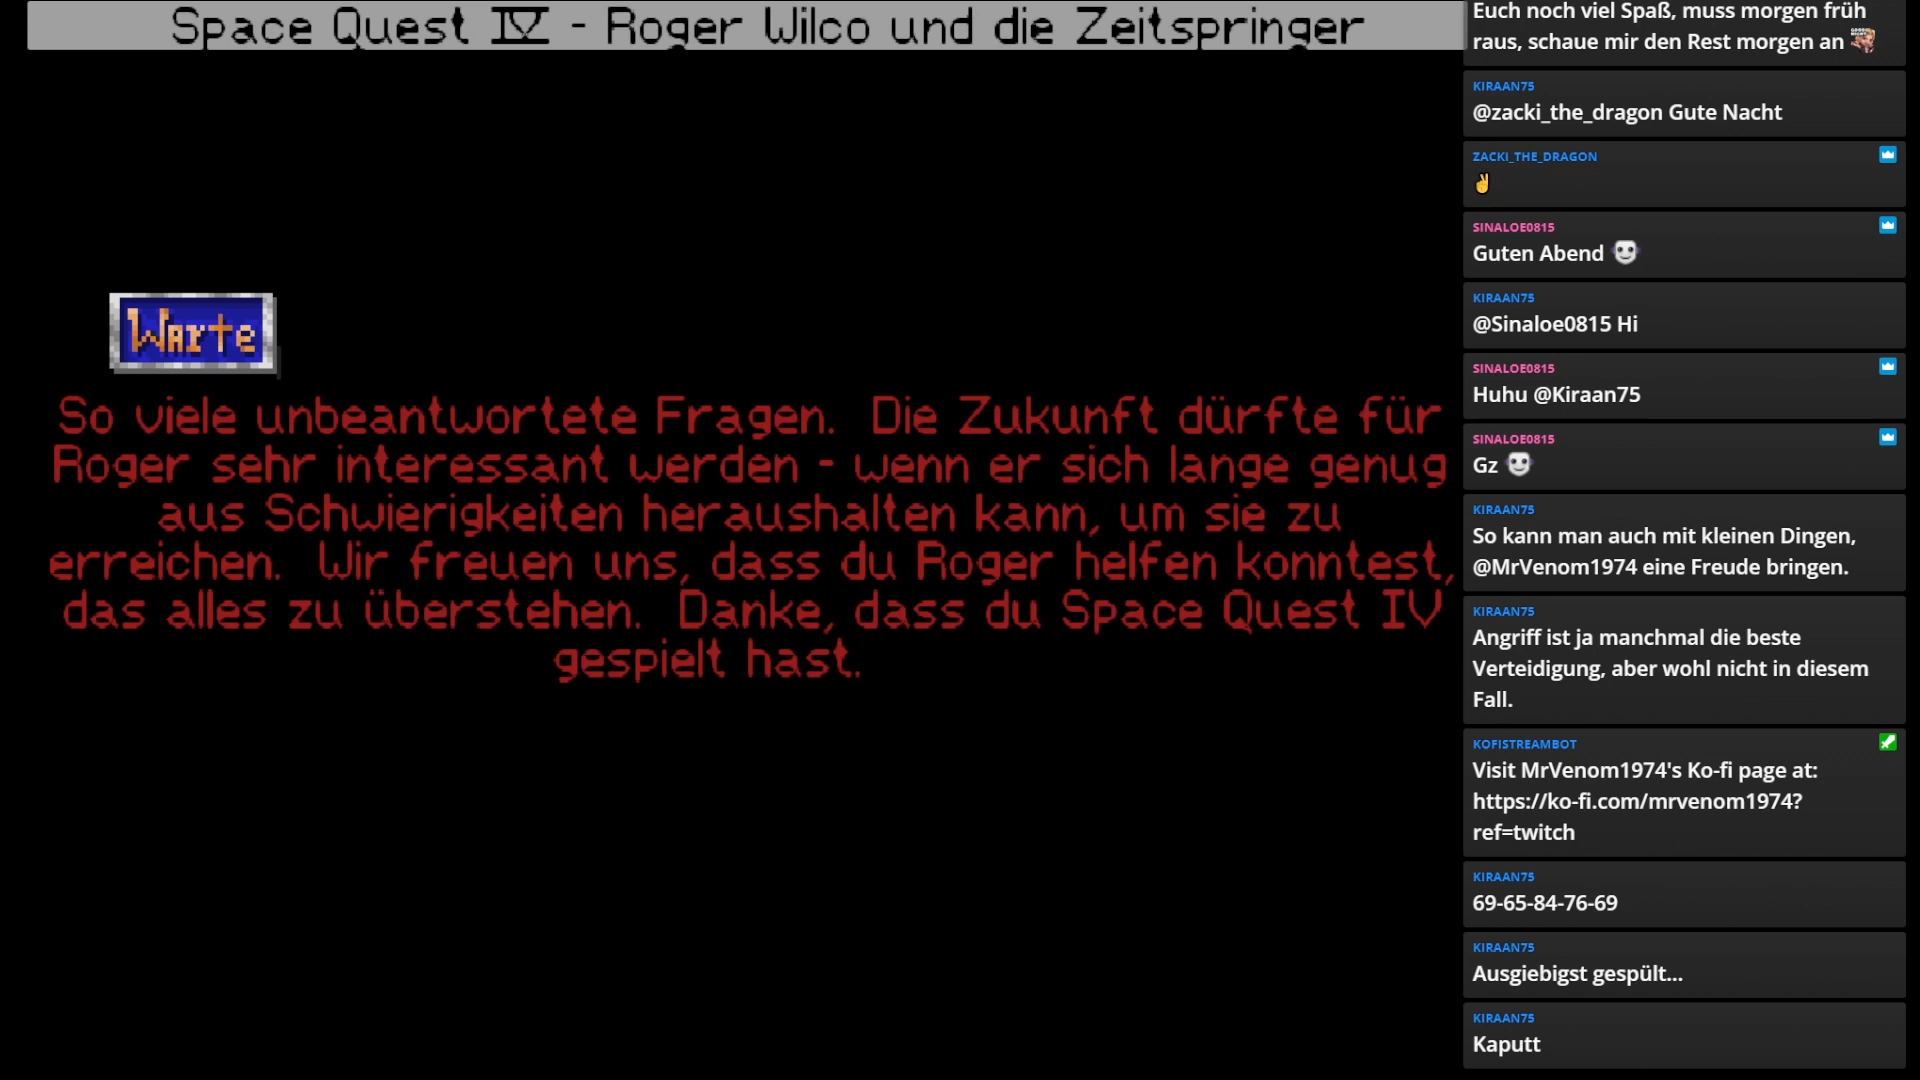 Space Quest IV - Roger Wilco und die Zeitspringer
Warte
So viele unbeantwortete Fragen.  Die Zukunft dürfte für
Roger sehr interessant werden - wenn er sich lange genug
aus Schwierigkeiten heraushalten kann, um sie zu
erreichen.  Wir freuen uns, dass du Roger helfen konntest,
das alles zu überstehen.  Danke, dass du Space Quest IV
gespielt hast.
Euch noch viel Spaß, muss morgen früh
raus, schaue mir den Rest morgen an
KIRAAN75
@zacki_the_dragon Gute Nacht
ZACKI_THE_DRAGON
✌
SINALOE0815
Guten Abend
KIRAAN75
@Sinaloe0815 Hi
SINALOE0815
Huhu @Kiraan75
SINALOE0815
Gz
KIRAAN75
So kann man auch mit kleinen Dingen,
@MrVenom1974 eine Freude bringen.
KIRAAN75
Angriff ist ja manchmal die beste
Verteidigung, aber wohl nicht in diesem
Fall.
KOFISTREAMBOT
Visit MrVenom1974's Ko-fi page at:
https://ko-fi.com/mrvenom1974?
ref=twitch
KIRAAN75
69-65-84-76-69
KIRAAN75
Ausgiebigst gespült...
KIRAAN75
Kaputt